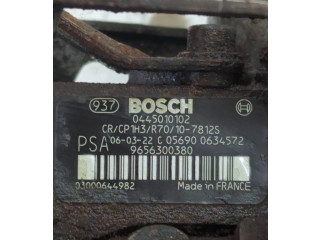 937 BOSCH
0445010102
CR/CP1H3/R70/10-7812S
PSA 06-03-22 C 05690 0634572
9656300380
03000644982 Made in FRANCE